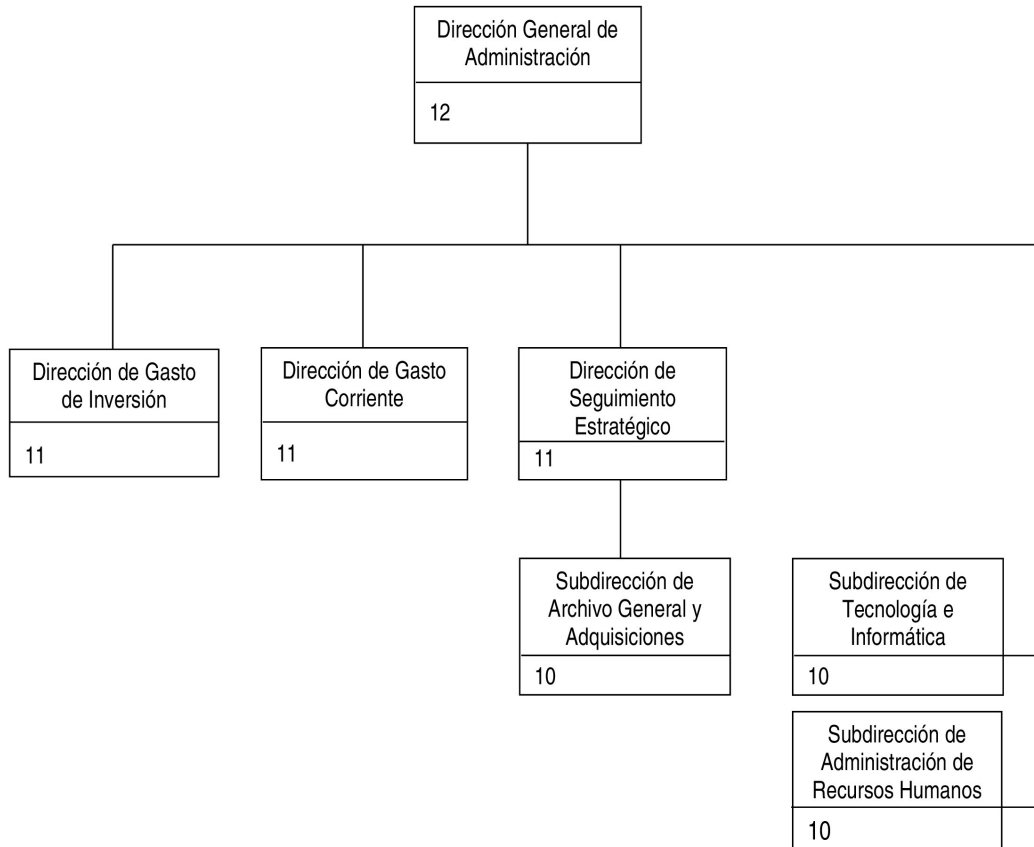 Dirección General de
Administración
12
Dirección de Gasto
de Inversión
11
Dirección de Gasto
Corriente
11
Dirección de
Seguimiento
Estratégico
11
Subdirección de
Archivo General y
Adquisiciones
10
Subdirección de
Tecnología e
Informática
10
Subdirección de
Administración de
Recursos Humanos
10